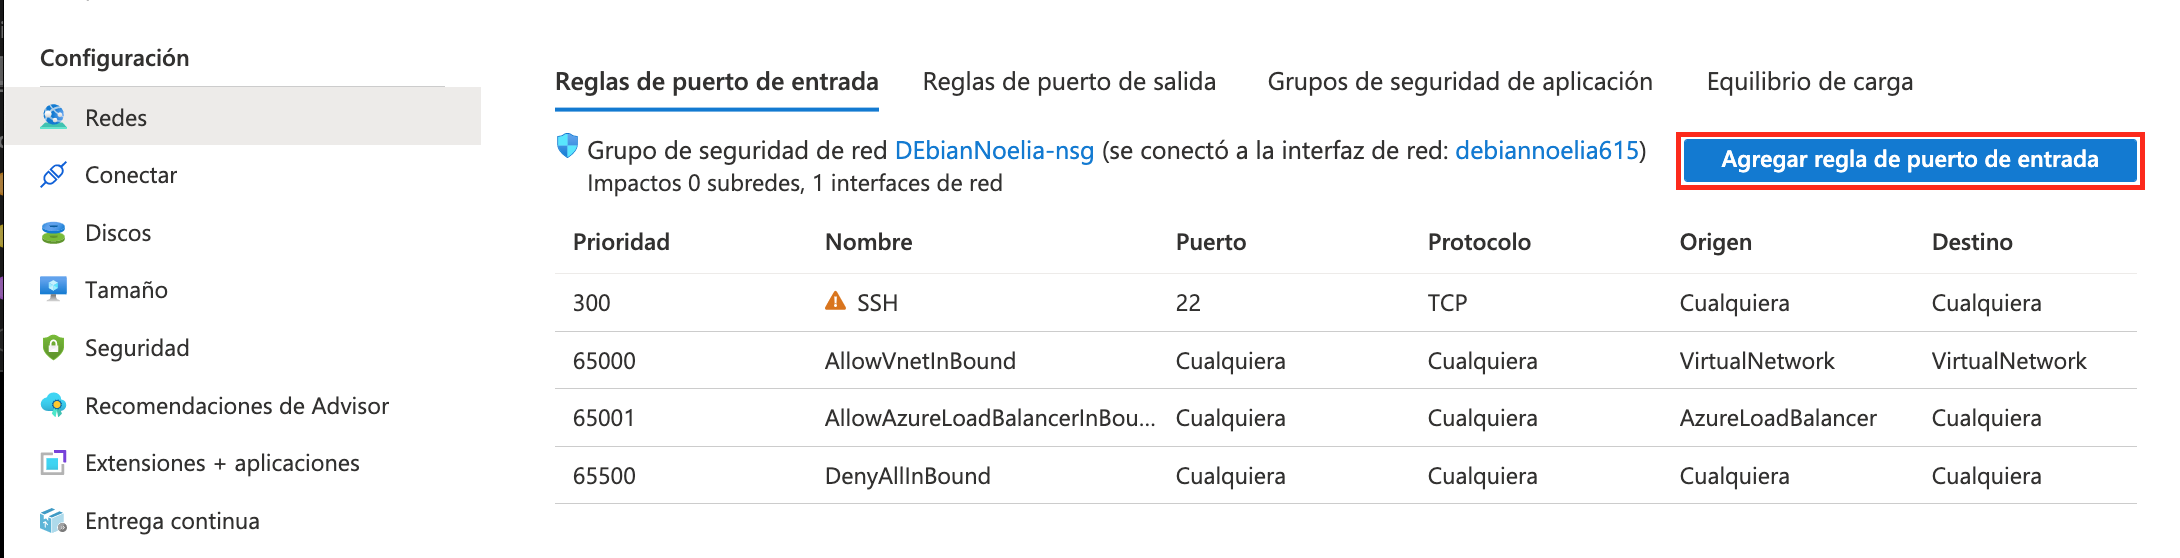 Configuración
Redes
Conectar
Discos
Tamaño
Seguridad
Recomendaciones de Advisor
Extensiones + aplicaciones
Entrega continua
Reglas de puerto de entrada Reglas de puerto de salida Grupos de seguridad de aplicación Equilibrio de carga
Grupo de seguridad de red DEbianNoelia-nsg (se conectó a la interfaz de red: debiannoelia615)
Impactos 0 subredes, 1 interfaces de red
Agregar regla de puerto de entrada
Prioridad Nombre Puerto Protocolo Origen Destino
300 SSH 22 TCP Cualquiera Cualquiera
65000 AllowVnetInBound Cualquiera Cualquiera VirtualNetwork VirtualNetwork
65001 AllowAzureLoadBalancerInBou... Cualquiera Cualquiera AzureLoadBalancer Cualquiera
65500 DenyAllInBound Cualquiera Cualquiera Cualquiera Cualquiera